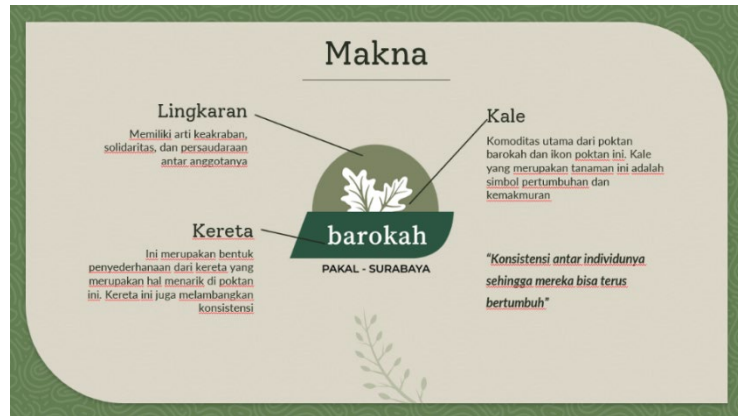 Makna
Lingkaran
Memiliki arti keakraban,
solidaritas, dan persaudaraan
antar anggotanya
Kale
Komoditas utama dari poktan
barokah dan ikon poktan ini. Kale
yang merupakan tanaman ini adalah
simbol pertumbuhan dan
kemakmuran
Kereta
Ini merupakan bentuk
penyederhanaan dari kereta yang
merupakan hal menarik di poktan
ini. Kereta ini juga melambangkan
konsistensi
barokah
PAKAL - SURABAYA
"Konsistensi antar individunya
sehingga mereka bisa terus
bertumbuh"